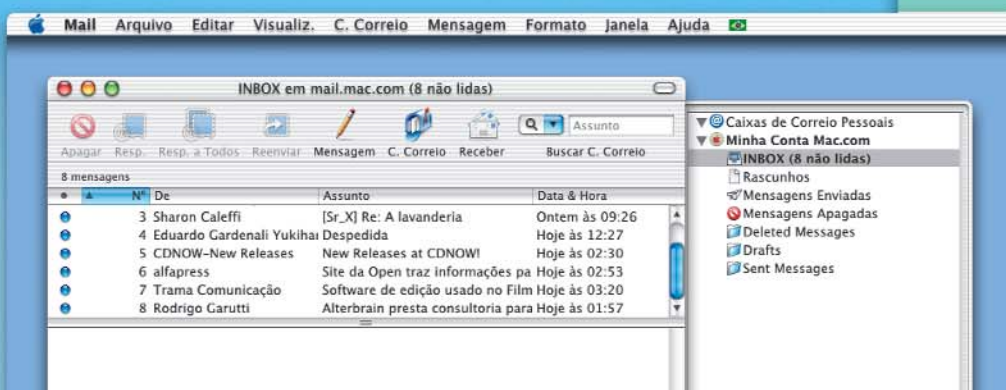 Mail Arquivo Editar Visualiz. C. Correio Mensagem Formato Janela Ajuda
INBOX em mail.mac.com (8 não lidas)
Assunto
Apagar Resp. Resp. a Todos Reenviar Mensagem C. Correio Receber Buscar C. Correio
8 mensagens
Nº De Assunto Data & Hora
3 Sharon Caleffi [Sr_X] Re: A lavanderia Ontem às 09:26
4 Eduardo Gardenali Yukihar Despedida Hoje às 12:27
5 CDNOW-New Releases New Releases at CDNOW! Hoje às 02:30
6 alfapress Site da Open traz informações pa Hoje às 02:53
7 Trama Comunicação Software de edição usado no Film Hoje às 03:20
8 Rodrigo Garutti Alterbrain presta consultoria para Hoje às 01:57
Caixas de Correio Pessoais
Minha Conta Mac.com
INBOX (8 não lidas)
Rascunhos
Mensagens Enviadas
Mensagens Apagadas
Deleted Messages
Drafts
Sent Messages